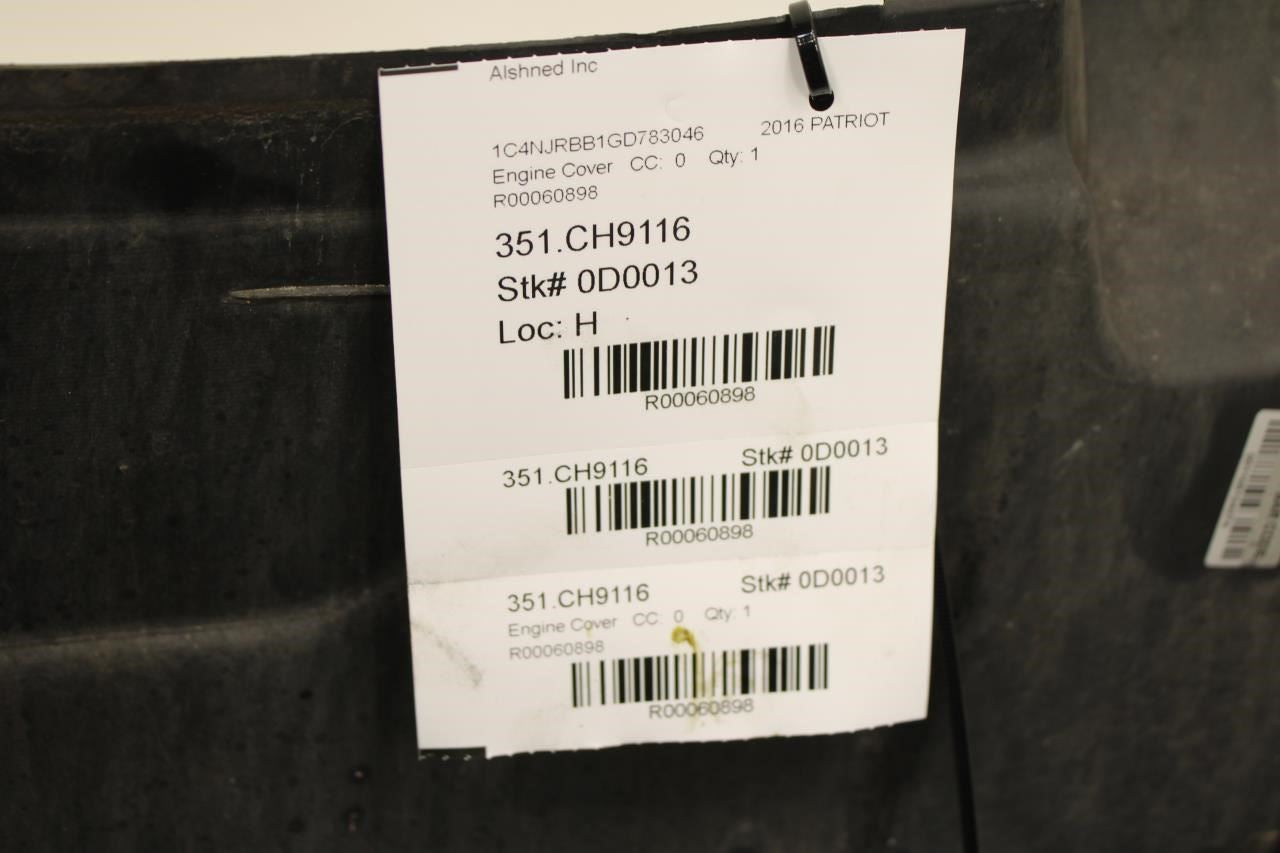 Alshned Inc
1C4NJRBB1GD783046 2016 PATRIOT
Engine Cover CC: 0 Qty: 1
R00060898
351.CH9116
Stk# 0D0013
Loc: H
R00060898
351.CH9116 Stk# 0D0013
R00060898
351.CH9116 Stk# 0D0013
Engine Cover CC: 0 Qty: 1
R00060898
R00060898